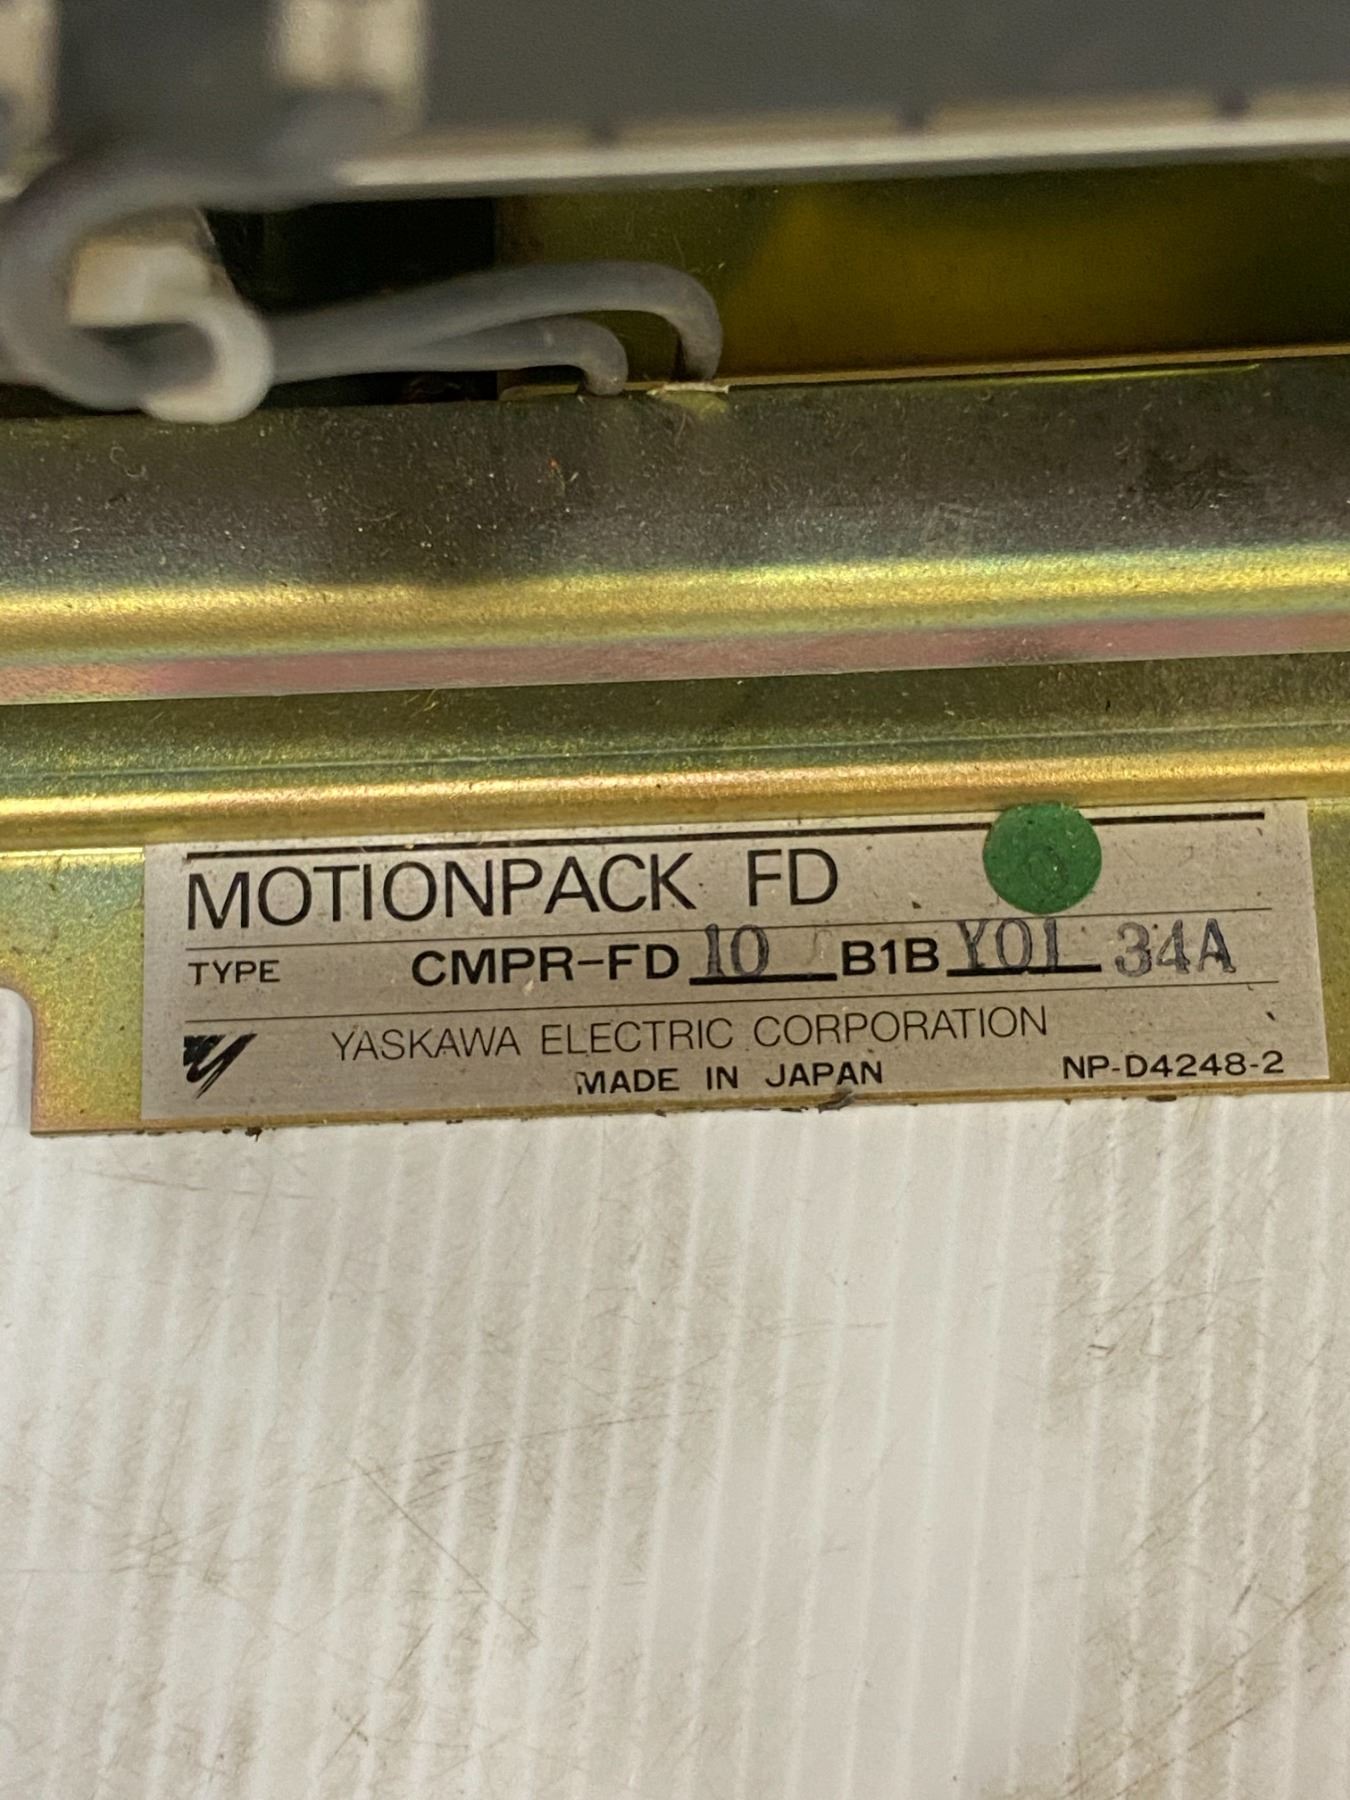 MOTIONPACK FD
TYPE CMPR-FD 10 B1B Y01 34A
YASKAWA ELECTRIC CORPORATION
MADE IN JAPAN NP-D4248-2